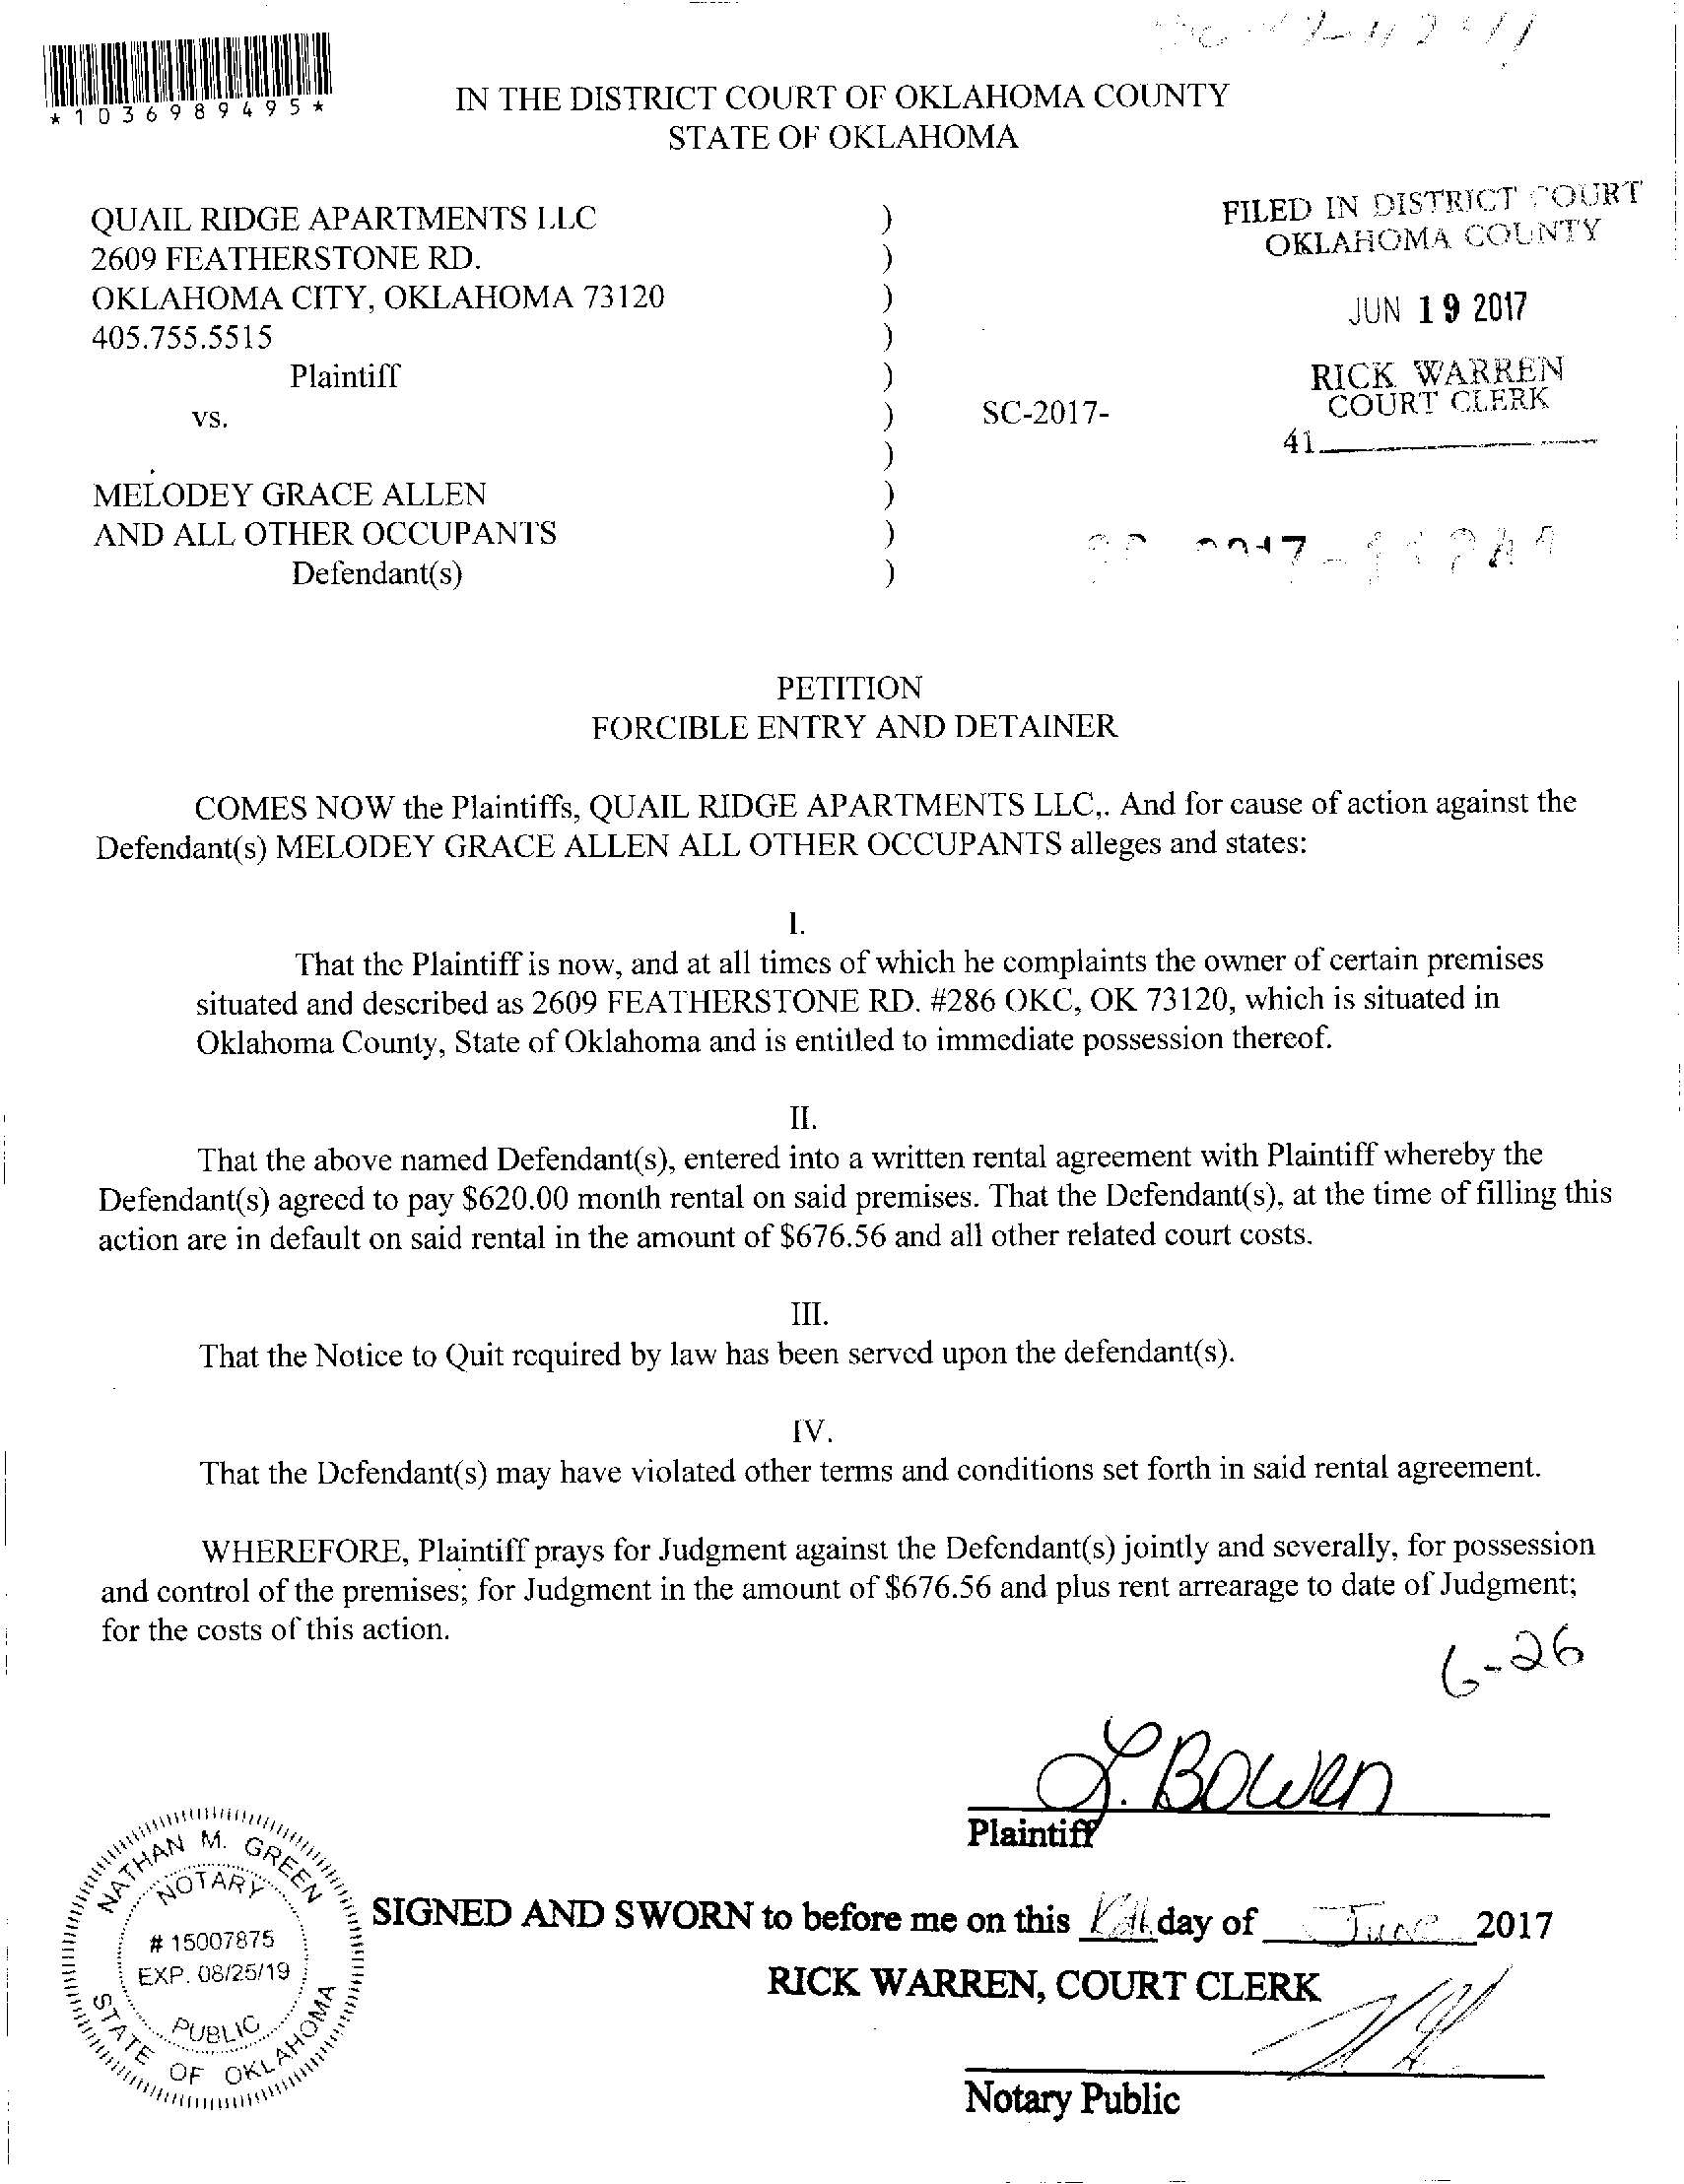 *1036989495*
IN THE DISTRICT COURT OF OKLAHOMA COUNTY
STATE OF OKLAHOMA
QUAIL RIDGE APARTMENTS LLC )
2609 FEATHERSTONE RD. )
OKLAHOMA CITY, OKLAHOMA 73120 )
405.755.5515 )
Plaintiff )
vs. ) SC-2017-
)
MELODEY GRACE ALLEN )
AND ALL OTHER OCCUPANTS )
Defendant(s) )
FILED IN DISTRICT COURT
OKLAHOMA COUNTY
JUN 19 2017
RICK WARREN
COURT CLERK
41
PETITION
FORCIBLE ENTRY AND DETAINER
COMES NOW the Plaintiffs, QUAIL RIDGE APARTMENTS LLC,. And for cause of action against the
Defendant(s) MELODEY GRACE ALLEN ALL OTHER OCCUPANTS alleges and states:
I.
That the Plaintiff is now, and at all times of which he complaints the owner of certain premises
situated and described as 2609 FEATHERSTONE RD. #286 OKC, OK 73120, which is situated in
Oklahoma County, State of Oklahoma and is entitled to immediate possession thereof.
II.
That the above named Defendant(s), entered into a written rental agreement with Plaintiff whereby the
Defendant(s) agreed to pay $620.00 month rental on said premises. That the Defendant(s), at the time of filling this
action are in default on said rental in the amount of $676.56 and all other related court costs.
III.
That the Notice to Quit required by law has been served upon the defendant(s).
IV.
That the Defendant(s) may have violated other terms and conditions set forth in said rental agreement.
WHEREFORE, Plaintiff prays for Judgment against the Defendant(s) jointly and severally, for possession
and control of the premises; for Judgment in the amount of $676.56 and plus rent arrearage to date of Judgment;
for the costs of this action.
6-26
L. Bowen
Plaintiff
NATHAN M. GREEN
NOTARY
# 15007875
EXP. 08/25/19
PUBLIC
STATE OF OKLAHOMA
SIGNED AND SWORN to before me on this day of June 2017
RICK WARREN, COURT CLERK
Notary Public